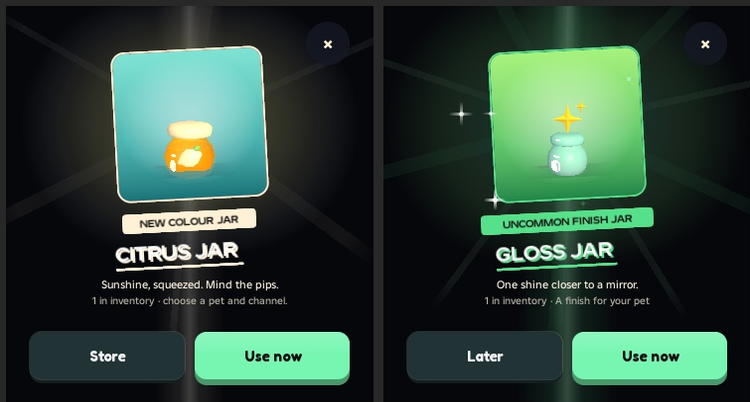 ×
NEW COLOUR JAR
CITRUS JAR
Sunshine, squeezed. Mind the pips.
1 in inventory · choose a pet and channel.
Store
Use now
×
UNCOMMON FINISH JAR
GLOSS JAR
One shine closer to a mirror.
1 in inventory · A finish for your pet
Later
Use now